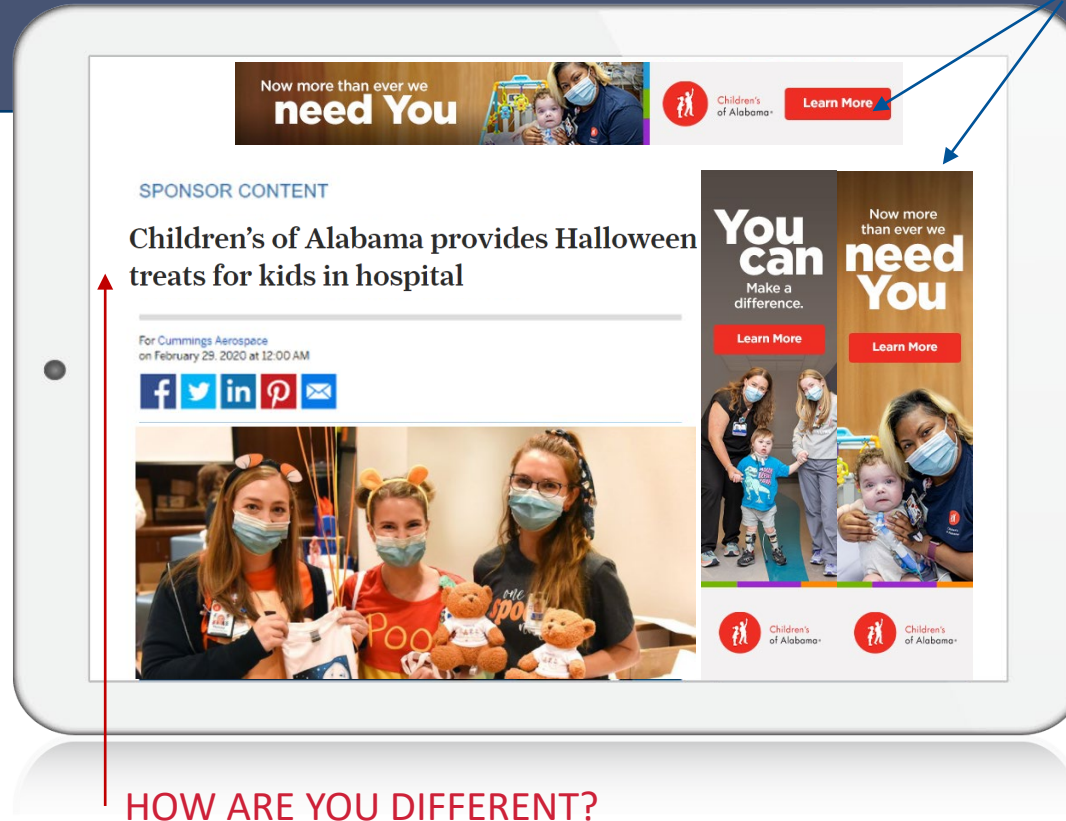 Now more than ever we
need You
Children's
of Alabama
Learn More
SPONSOR CONTENT
Children's of Alabama provides Halloween
treats for kids in hospital
For Cummings Aerospace
on February 29. 2020 at 12:00 AM
You
can
Make a
difference.
Learn More
Now more
than ever we
need
You
Learn More
one
Poo
Children's
of Alabama
Children's
of Alabama
HOW ARE YOU DIFFERENT?